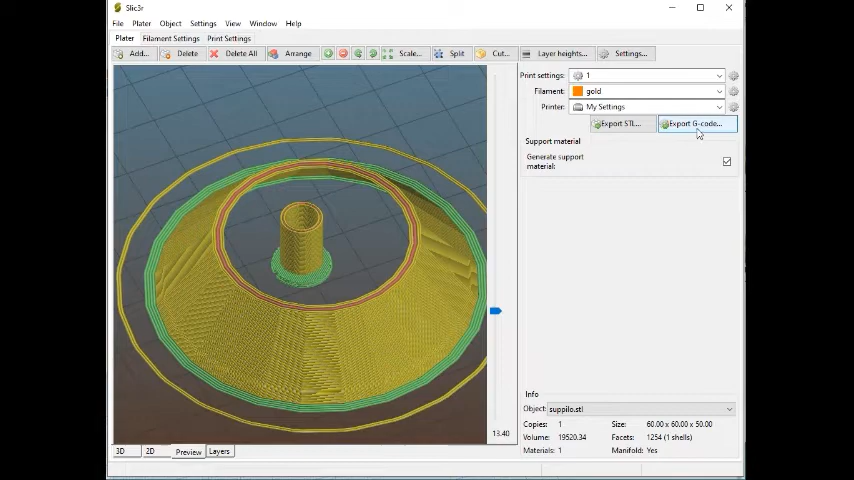 Slic3r
File Plater Object Settings View Window Help
Plater Filament Settings Print Settings
Add... Delete Delete All Arrange Scale... Split Cut... Layer heights... Settings...
Print settings: 1
Filament: gold
Printer: My Settings
Export STL... Export G-code...
Support material
Generate support
material:
13.40
Info
Object: suppilo.stl
Copies: 1 Size: 60.00 x 60.00 x 50.00
Volume: 19520.34 Facets: 1254 (1 shells)
Materials: 1 Manifold: Yes
3D 2D Preview Layers